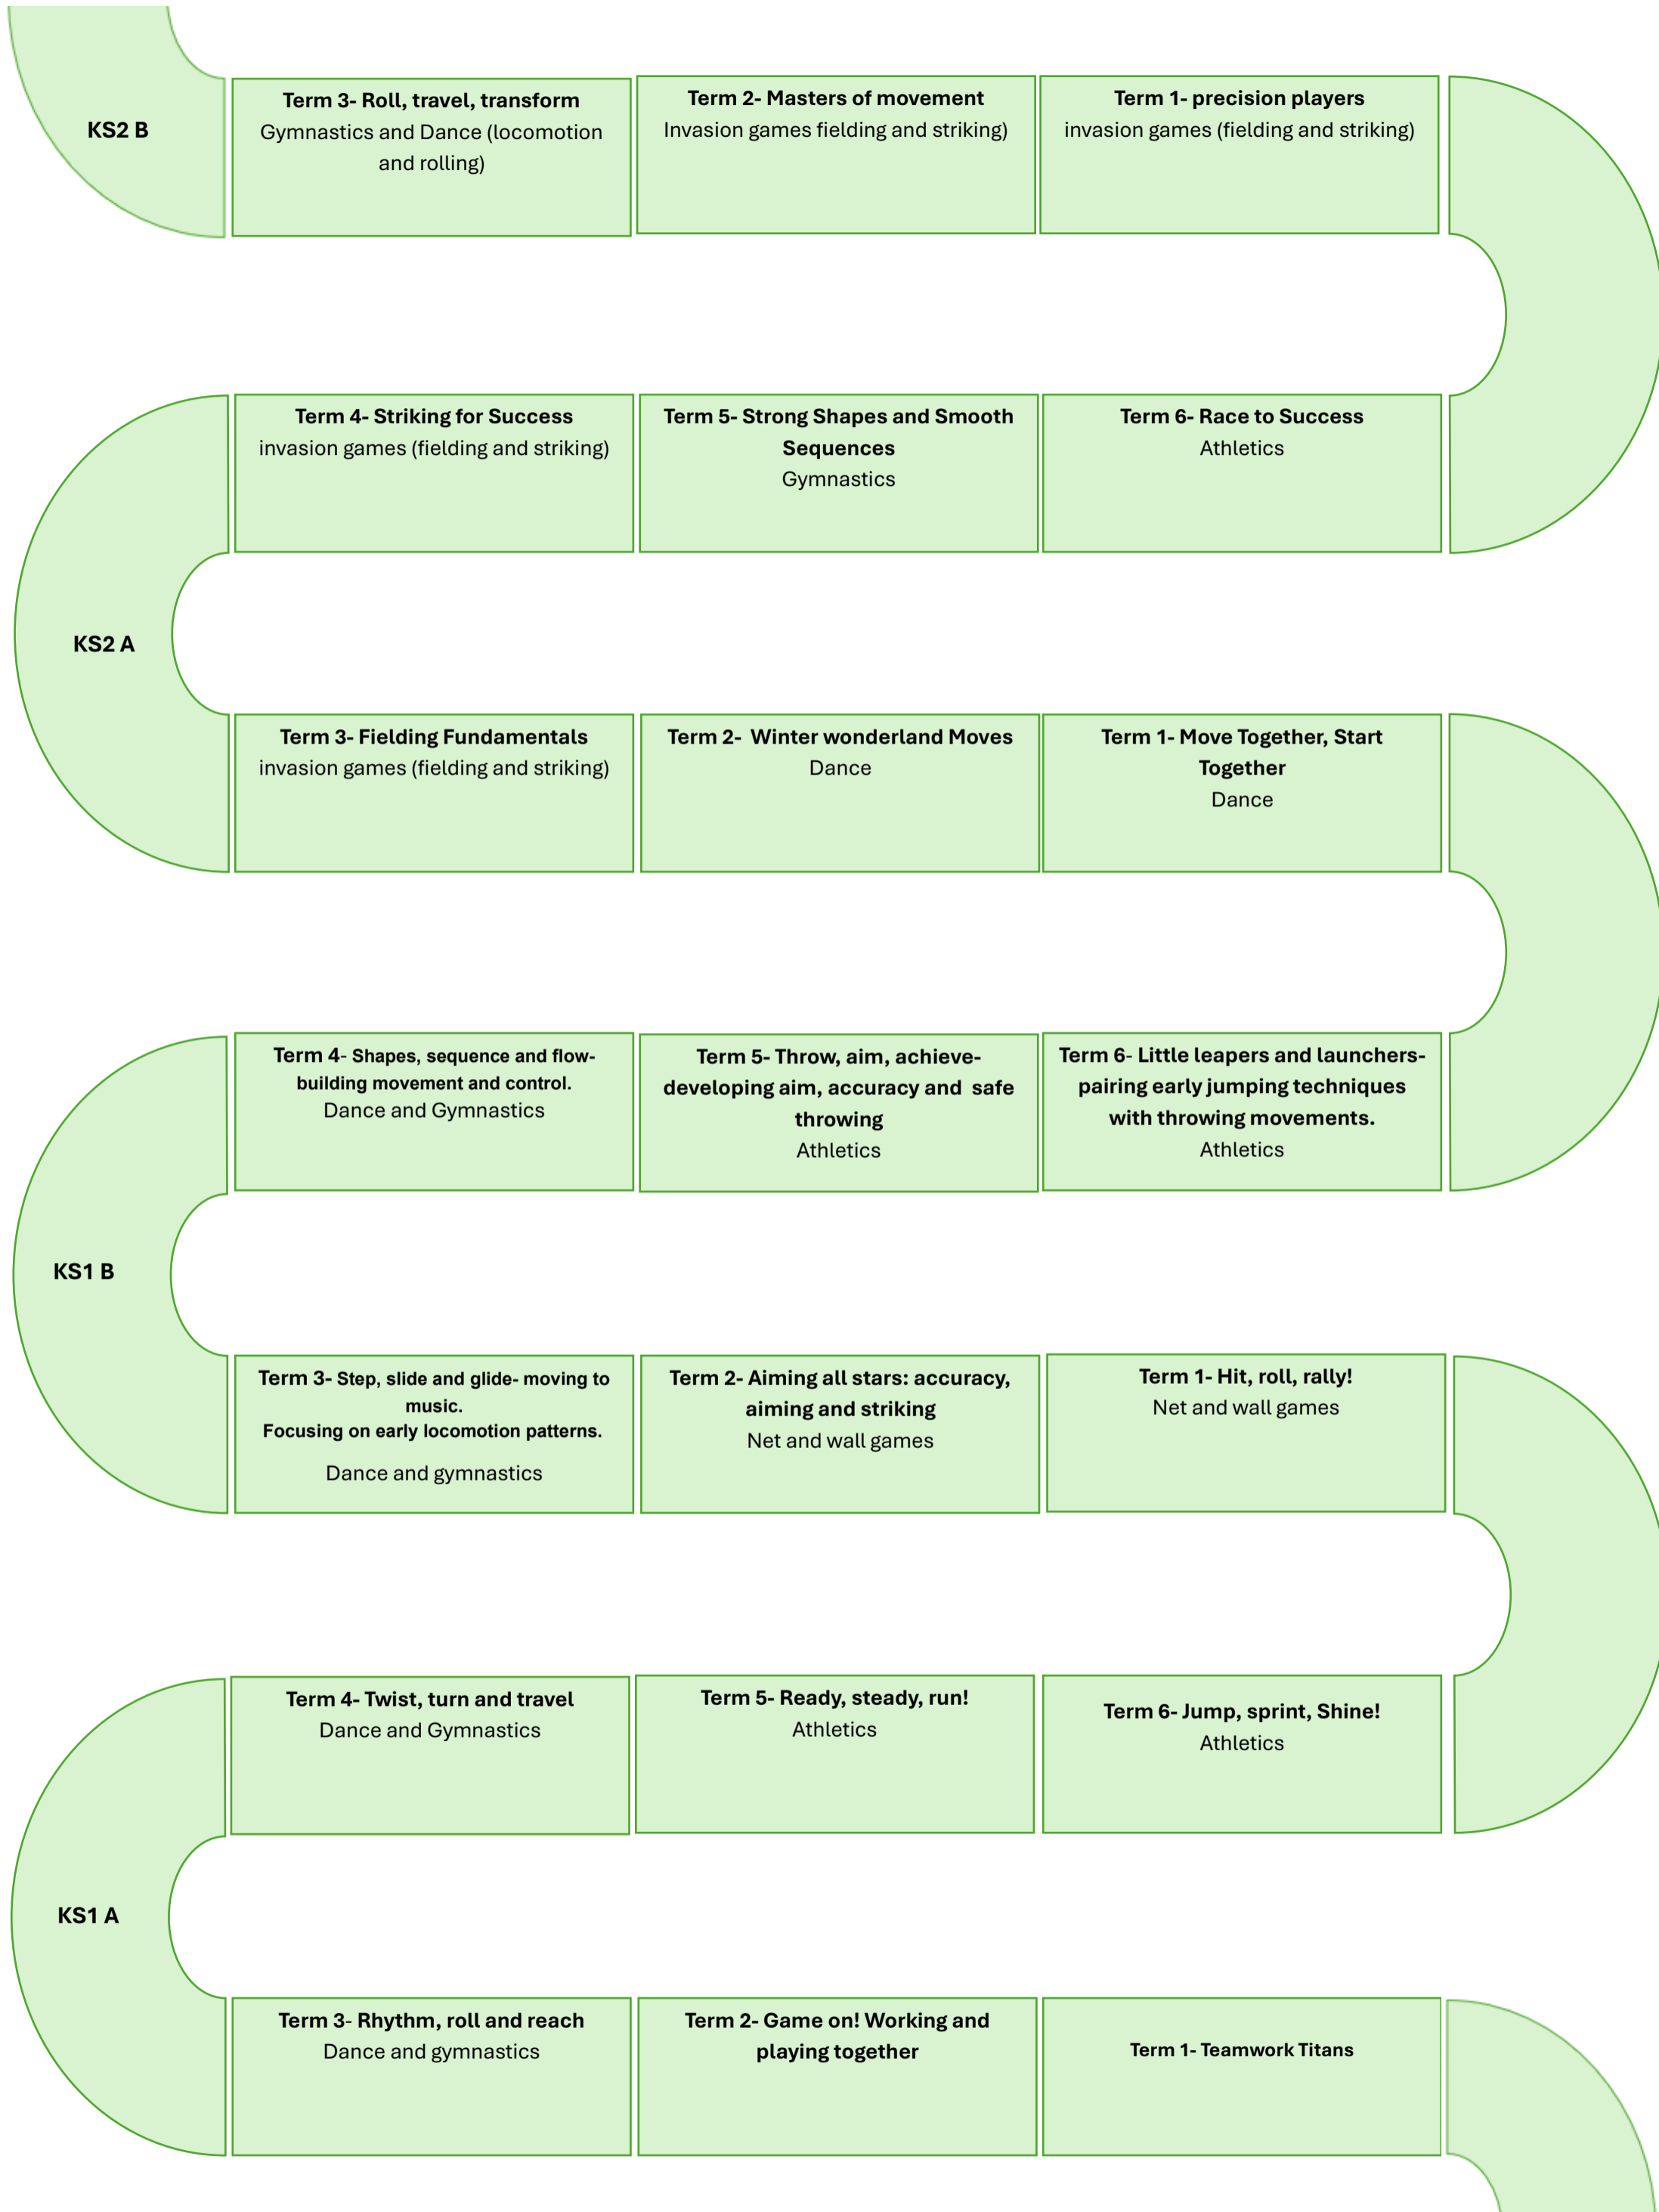 KS2 B
Term 3- Roll, travel, transform
Gymnastics and Dance (locomotion
and rolling)
Term 2- Masters of movement
Invasion games fielding and striking)
Term 1- precision players
invasion games (fielding and striking)
Term 4- Striking for Success
invasion games (fielding and striking)
Term 5- Strong Shapes and Smooth
Sequences
Gymnastics
Term 6- Race to Success
Athletics
KS2 A
Term 3- Fielding Fundamentals
invasion games (fielding and striking)
Term 2- Winter wonderland Moves
Dance
Term 1- Move Together, Start
Together
Dance
Term 4- Shapes, sequence and flow-
building movement and control.
Dance and Gymnastics
Term 5- Throw, aim, achieve-
developing aim, accuracy and safe
throwing
Athletics
Term 6- Little leapers and launchers-
pairing early jumping techniques
with throwing movements.
Athletics
KS1 B
Term 3- Step, slide and glide- moving to
music.
Focusing on early locomotion patterns.
Dance and gymnastics
Term 2- Aiming all stars: accuracy,
aiming and striking
Net and wall games
Term 1- Hit, roll, rally!
Net and wall games
Term 4- Twist, turn and travel
Dance and Gymnastics
Term 5- Ready, steady, run!
Athletics
Term 6- Jump, sprint, Shine!
Athletics
KS1 A
Term 3- Rhythm, roll and reach
Dance and gymnastics
Term 2- Game on! Working and
playing together
Term 1- Teamwork Titans